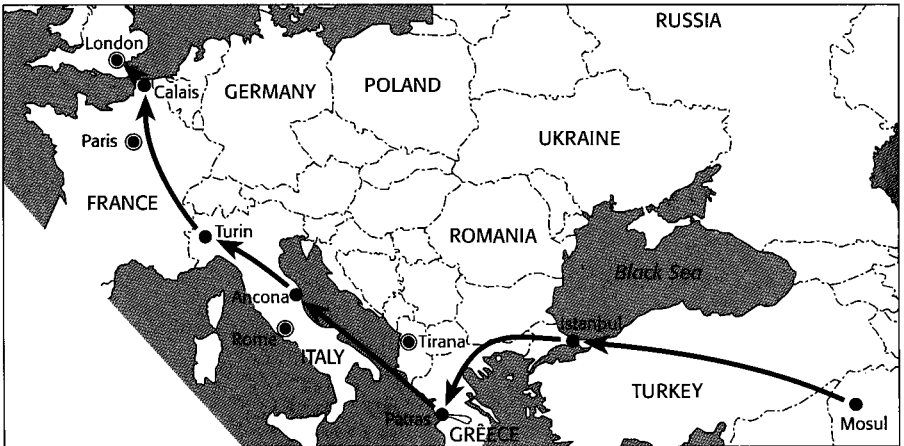 RUSSIA
London
Calais
GERMANY
POLAND
Paris
UKRAINE
FRANCE
Turin
ROMANIA
Black Sea
Ancona
Istanbul
Rome
Tirana
ITALY
TURKEY
Patras
Mosul
GRÊECE